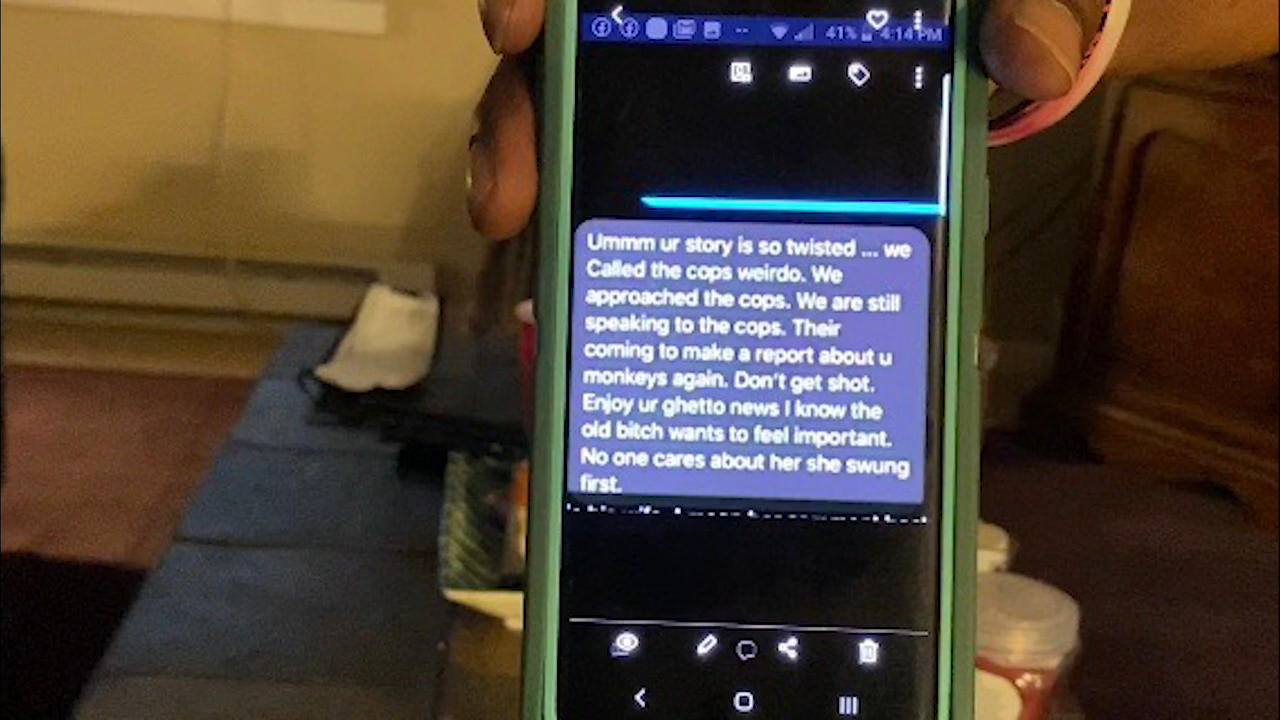 41% 4:14 PM
Ummm ur story is so twisted ... we
Called the cops weirdo. We
approached the cops. We are still
speaking to the cops. Their
coming to make a report about u
monkeys again. Don't get shot.
Enjoy ur ghetto news I know the
old bitch wants to feel important.
No one cares about her she swung
first.